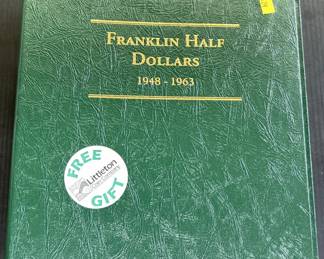 FRANKLIN HALF
DOLLARS
1948 - 1963
FREE
Littleton
GIFT